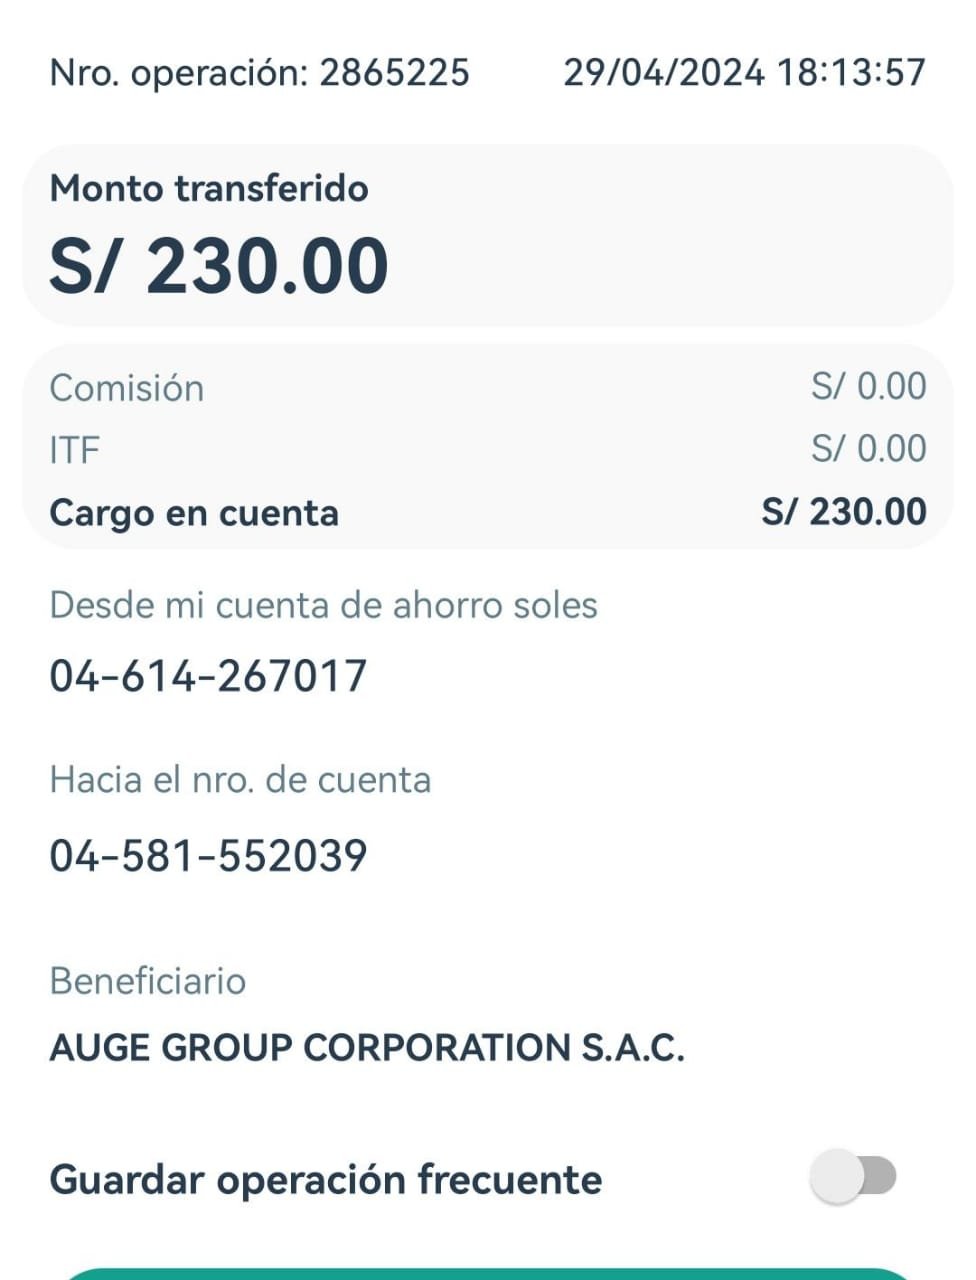 Nro. operación: 2865225 29/04/2024 18:13:57
Monto transferido
S/ 230.00
Comisión S/ 0.00
ITF S/ 0.00
Cargo en cuenta S/ 230.00
Desde mi cuenta de ahorro soles
04-614-267017
Hacia el nro. de cuenta
04-581-552039
Beneficiario
AUGE GROUP CORPORATION S.A.C.
Guardar operación frecuente